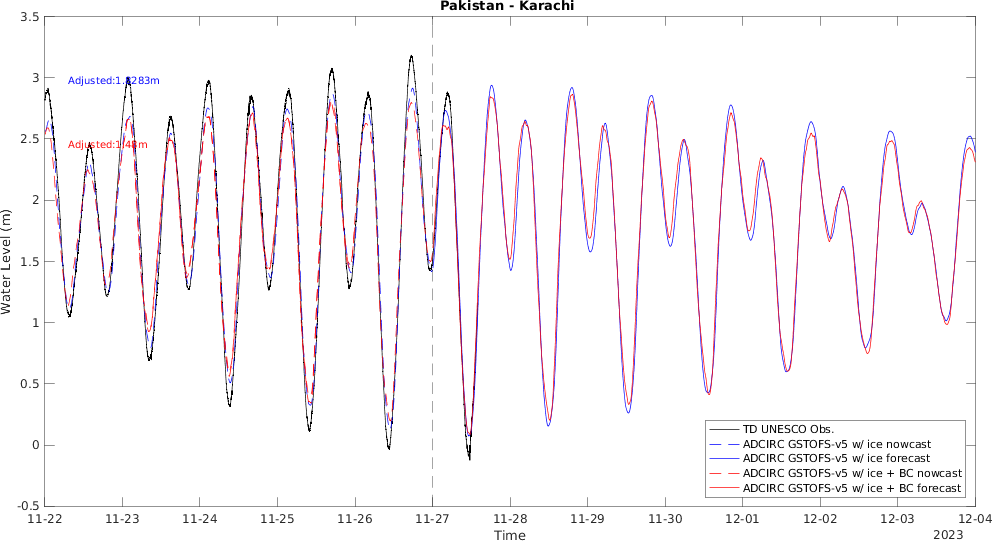 Pakistan - Karachi
3.5
3
2.5
2
1.5
1
0.5
0
-0.5
Water Level (m)
Adjusted:1.8283m
Adjusted:1.48m
TD UNESCO Obs.
ADCIRC GSTOFS-v5 w/ ice nowcast
ADCIRC GSTOFS-v5 w/ ice forecast
ADCIRC GSTOFS-v5 w/ ice + BC nowcast
ADCIRC GSTOFS-v5 w/ ice + BC forecast
11-22 11-23 11-24 11-25 11-26 11-27 11-28 11-29 11-30 12-01 12-02 12-03 12-04
Time
2023